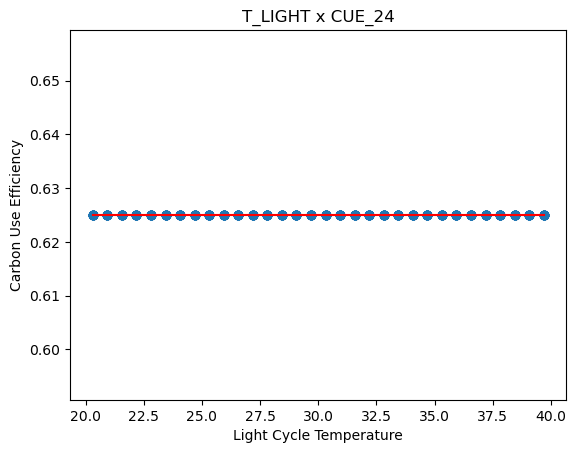 T_LIGHT x CUE_24
Carbon Use Efficiency
0.65
0.64
0.63
0.62
0.61
0.60
20.0 22.5 25.0 27.5 30.0 32.5 35.0 37.5 40.0
Light Cycle Temperature